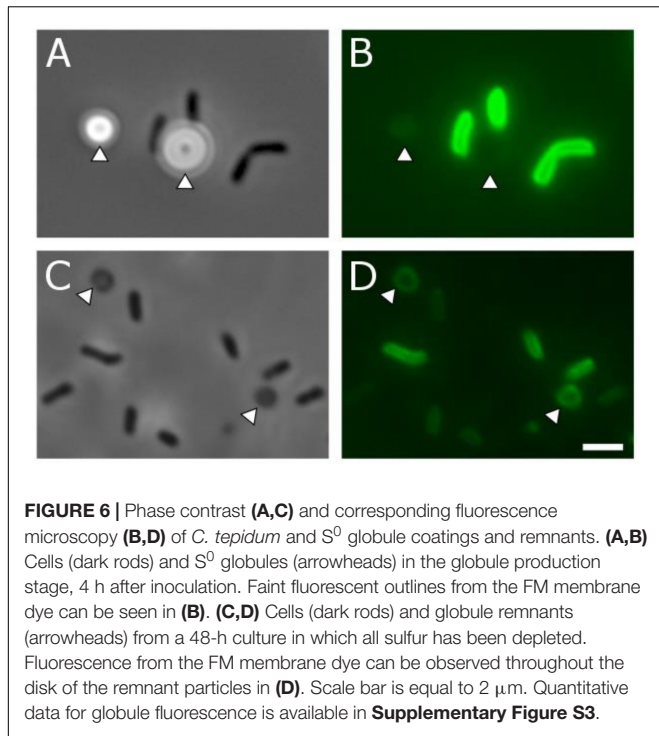 A
B
C
D
FIGURE 6 | Phase contrast (A,C) and corresponding fluorescence
microscopy (B,D) of C. tepidum and S⁰ globule coatings and remnants. (A,B)
Cells (dark rods) and S⁰ globules (arrowheads) in the globule production
stage, 4 h after inoculation. Faint fluorescent outlines from the FM membrane
dye can be seen in (B). (C,D) Cells (dark rods) and globule remnants
(arrowheads) from a 48-h culture in which all sulfur has been depleted.
Fluorescence from the FM membrane dye can be observed throughout the
disk of the remnant particles in (D). Scale bar is equal to 2 μm. Quantitative
data for globule fluorescence is available in Supplementary Figure S3.